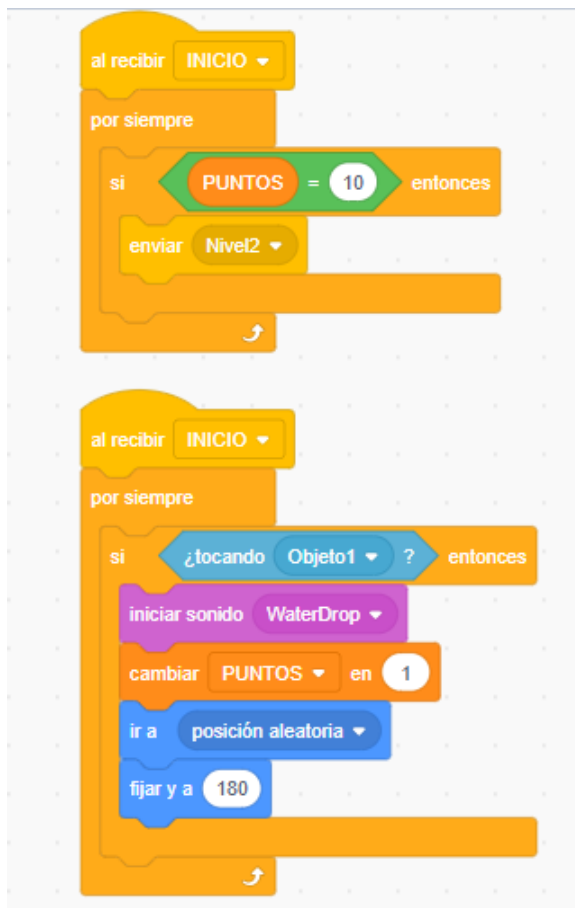 al recibir INICIO
por siempre
si PUNTOS = 10 entonces
enviar Nivel2
al recibir INICIO
por siempre
si ¿tocando Objeto1 ? entonces
iniciar sonido WaterDrop
cambiar PUNTOS en 1
ir a posición aleatoria
fijar y a 180